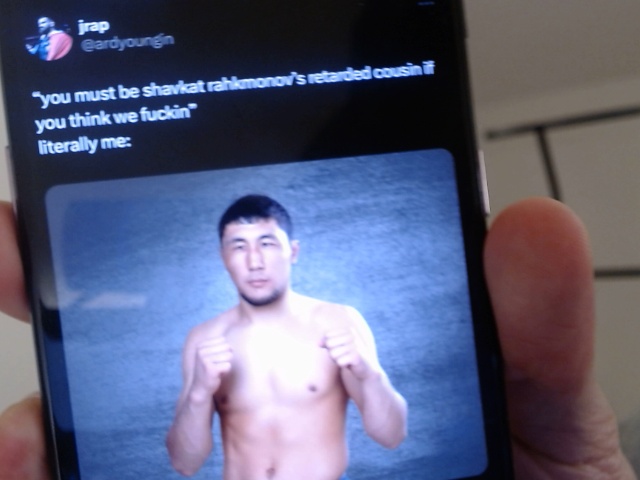 jrap
@ardyoungin
“you must be shavkat rahkmonov’s retarded cousin if
you think we fuckin”
literally me: